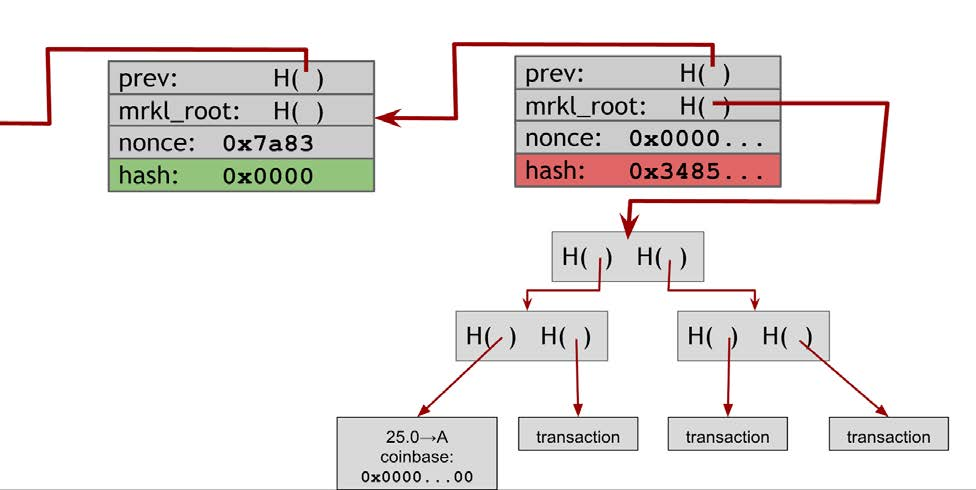 prev: H( )
mrkl_root: H( )
nonce: 0x7a83
hash: 0x0000
prev: H( )
mrkl_root: H( )
nonce: 0x0000...
hash: 0x3485...
H( ) H( )
H( ) H( )
H( ) H( )
25.0→A
coinbase:
0x0000...00
transaction
transaction
transaction